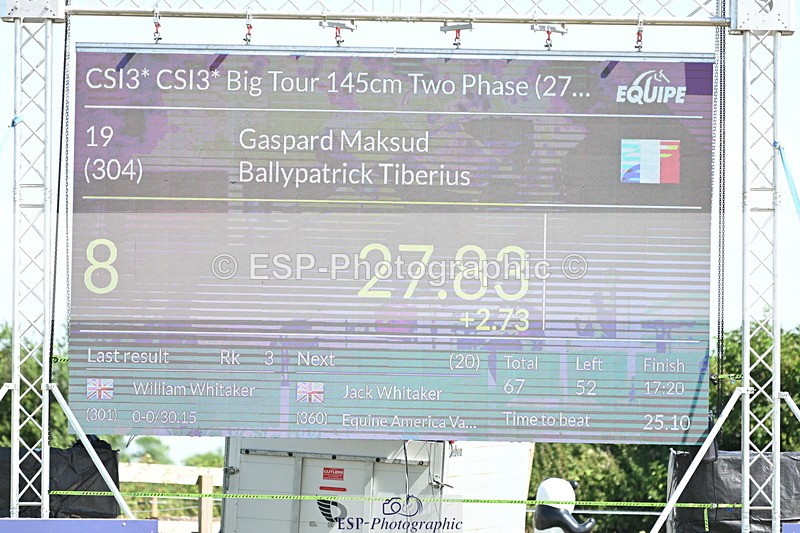 CSI3* CSI3* Big Tour 145cm Two Phase (27...
EQUIPE
19 Gaspard Maksud
(304) Ballypatrick Tiberius
8 27.83
+2.73
© ESP-Photographic ©
Last result Rk 3 Next (20) Total Left Finish
William Whitaker Jack Whitaker 67 52 17:20
(301) 0-0/30.15 (360) Equine America Va... Time to beat 25.10
CUTLERS
ESP-Photographic